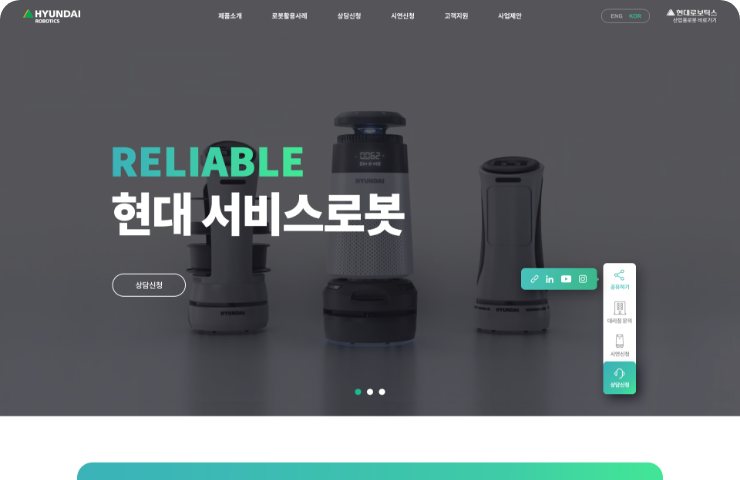 HYUNDAI
ROBOTICS
제품소개
로봇활용사례
상담신청
시연신청
고객지원
사업제안
ENG KOR
현대로보틱스
산업용로봇 바로가기
RELIABLE
현대 서비스로봇
상담신청
HYUNDAI
HYUNDAI
HYUNDAI
공유하기
대리점 문의
시연신청
상담신청